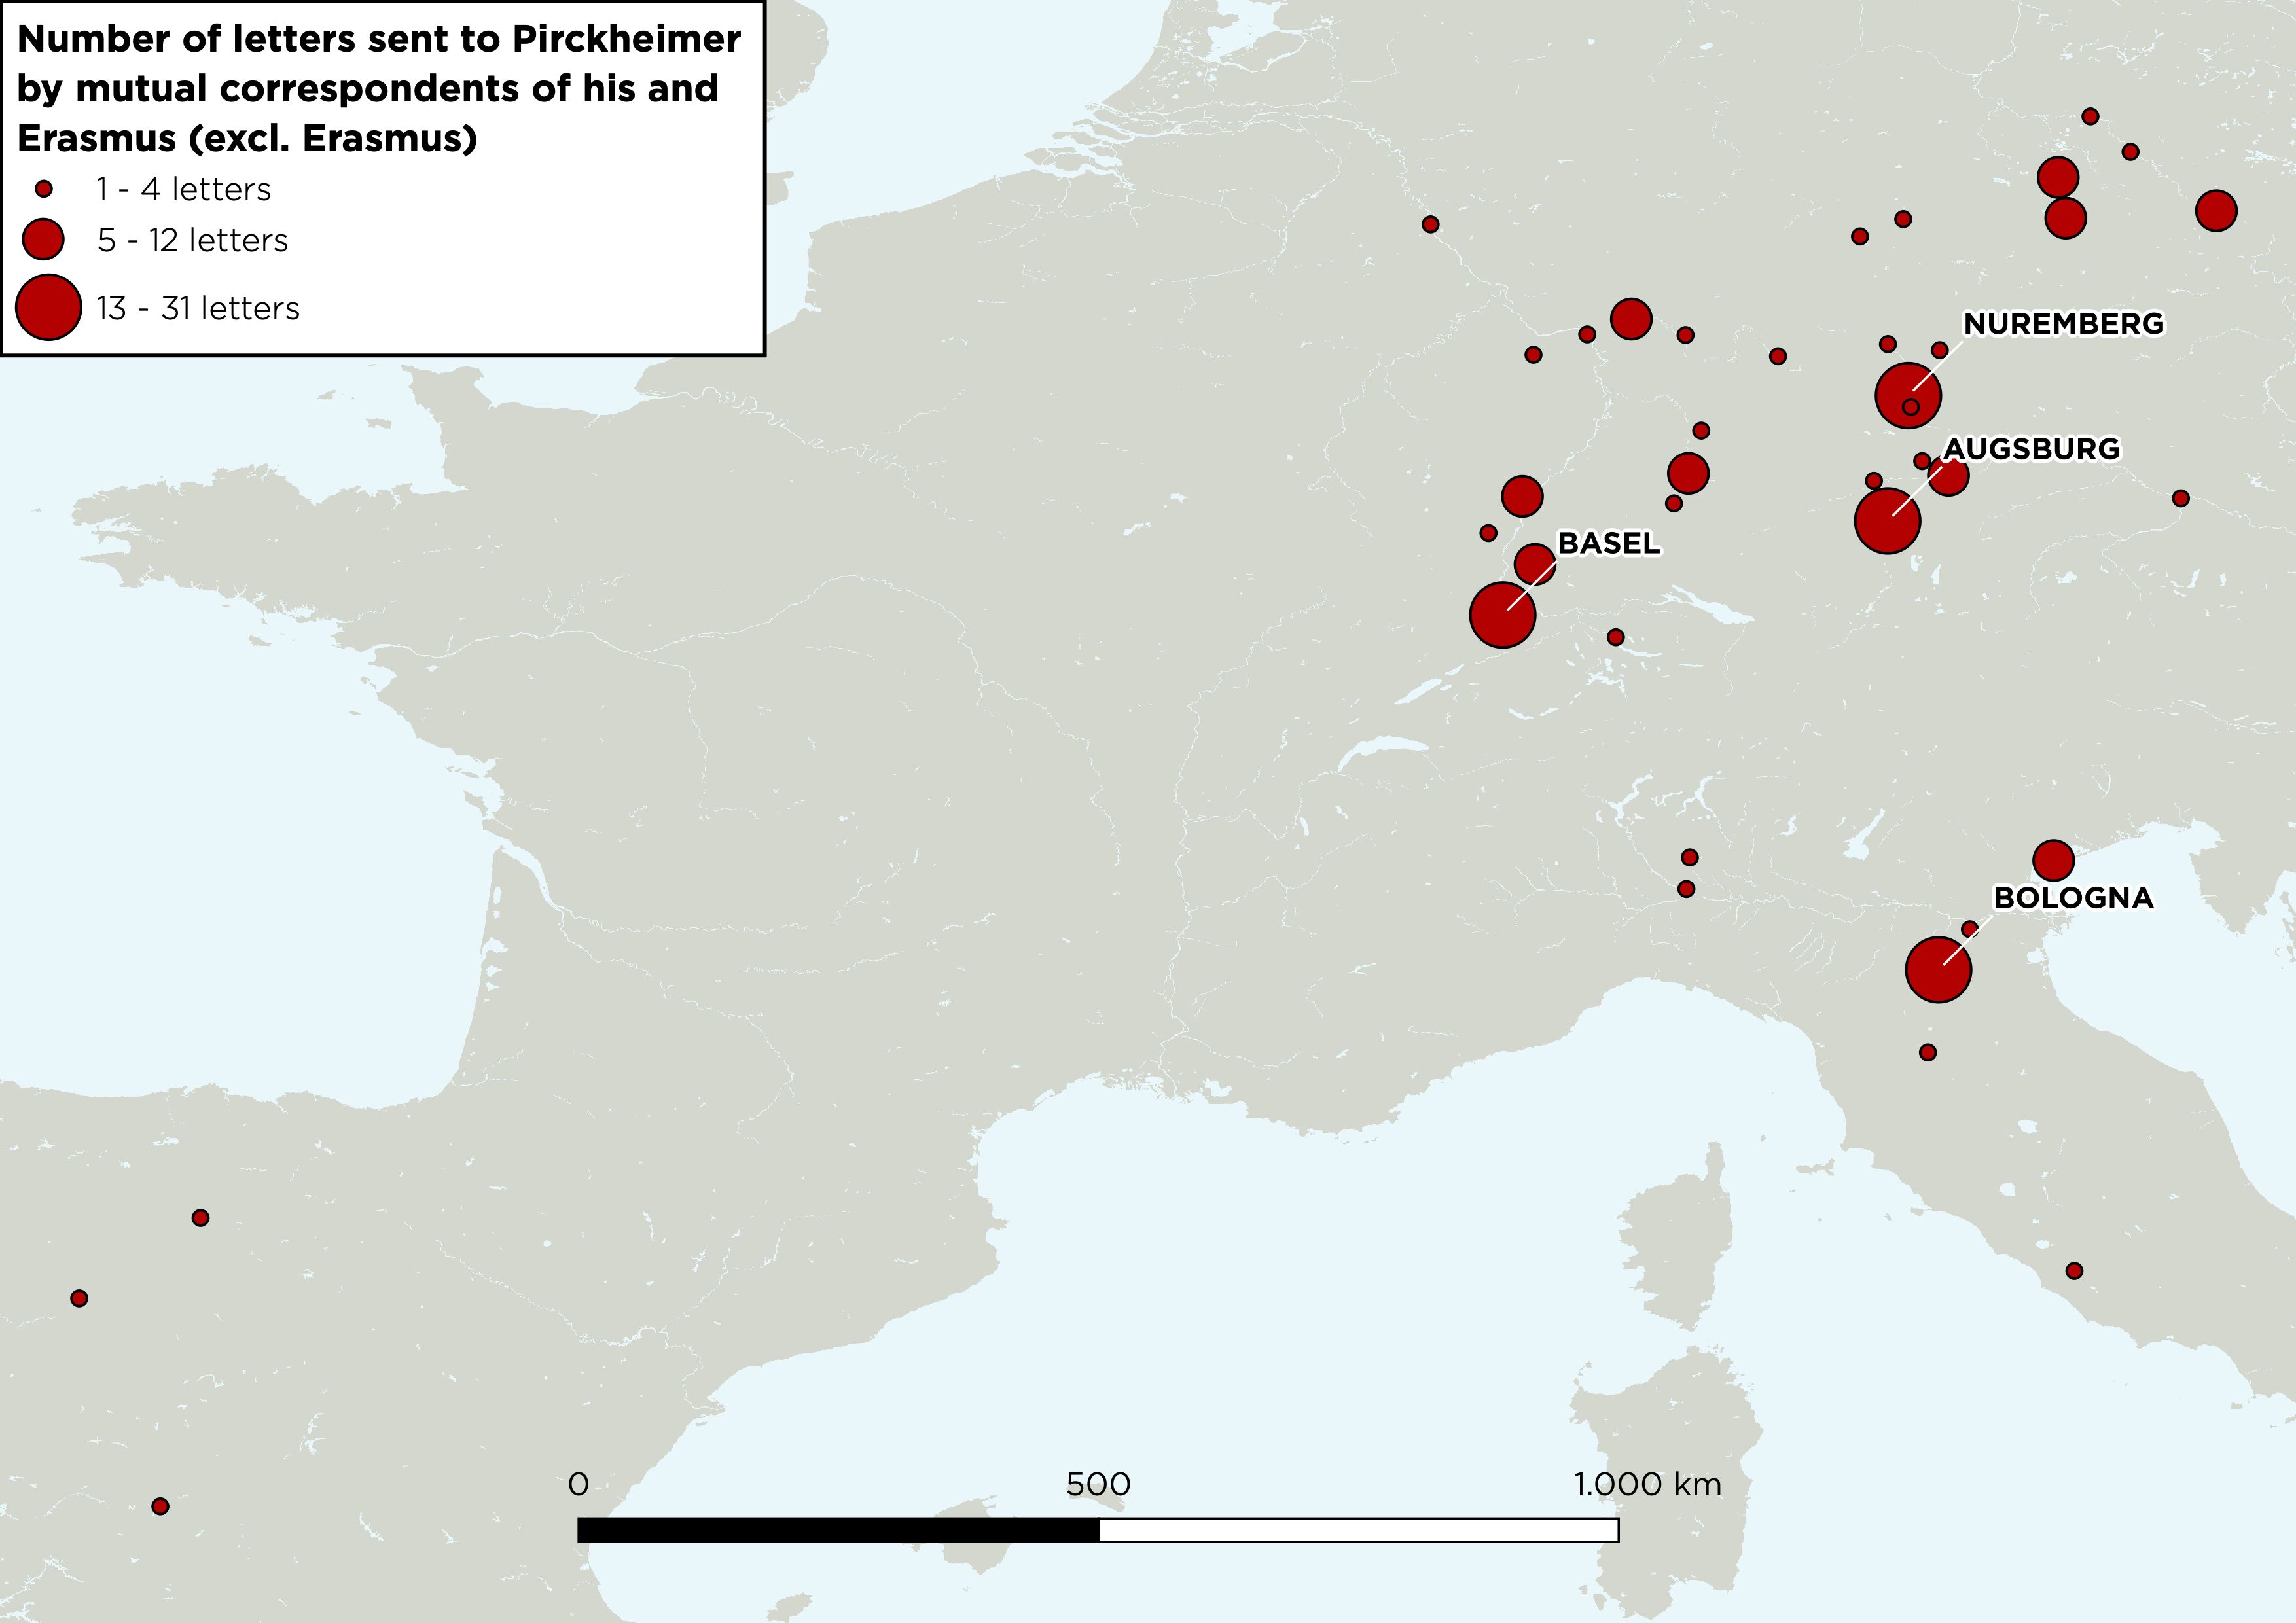 Number of letters sent to Pirckheimer
by mutual correspondents of his and
Erasmus (excl. Erasmus)
1 - 4 letters
5 - 12 letters
13 - 31 letters
NUREMBERG
AUGSBURG
BASEL
BOLOGNA
0 500 1.000 km